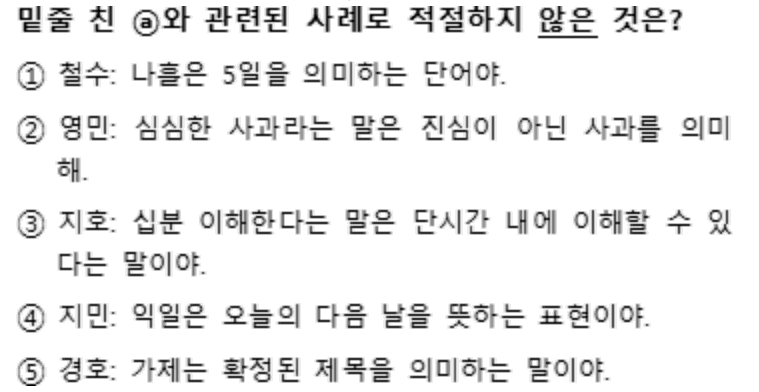 밑줄 친 ⓐ와 관련된 사례로 적절하지 않은 것은?
① 철수: 나흘은 5일을 의미하는 단어야.
② 영민: 심심한 사과라는 말은 진심이 아닌 사과를 의미
해.
③ 지호: 십분 이해한다는 말은 단시간 내에 이해할 수 있
다는 말이야.
④ 지민: 익일은 오늘의 다음 날을 뜻하는 표현이야.
⑤ 경호: 가제는 확정된 제목을 의미하는 말이야.